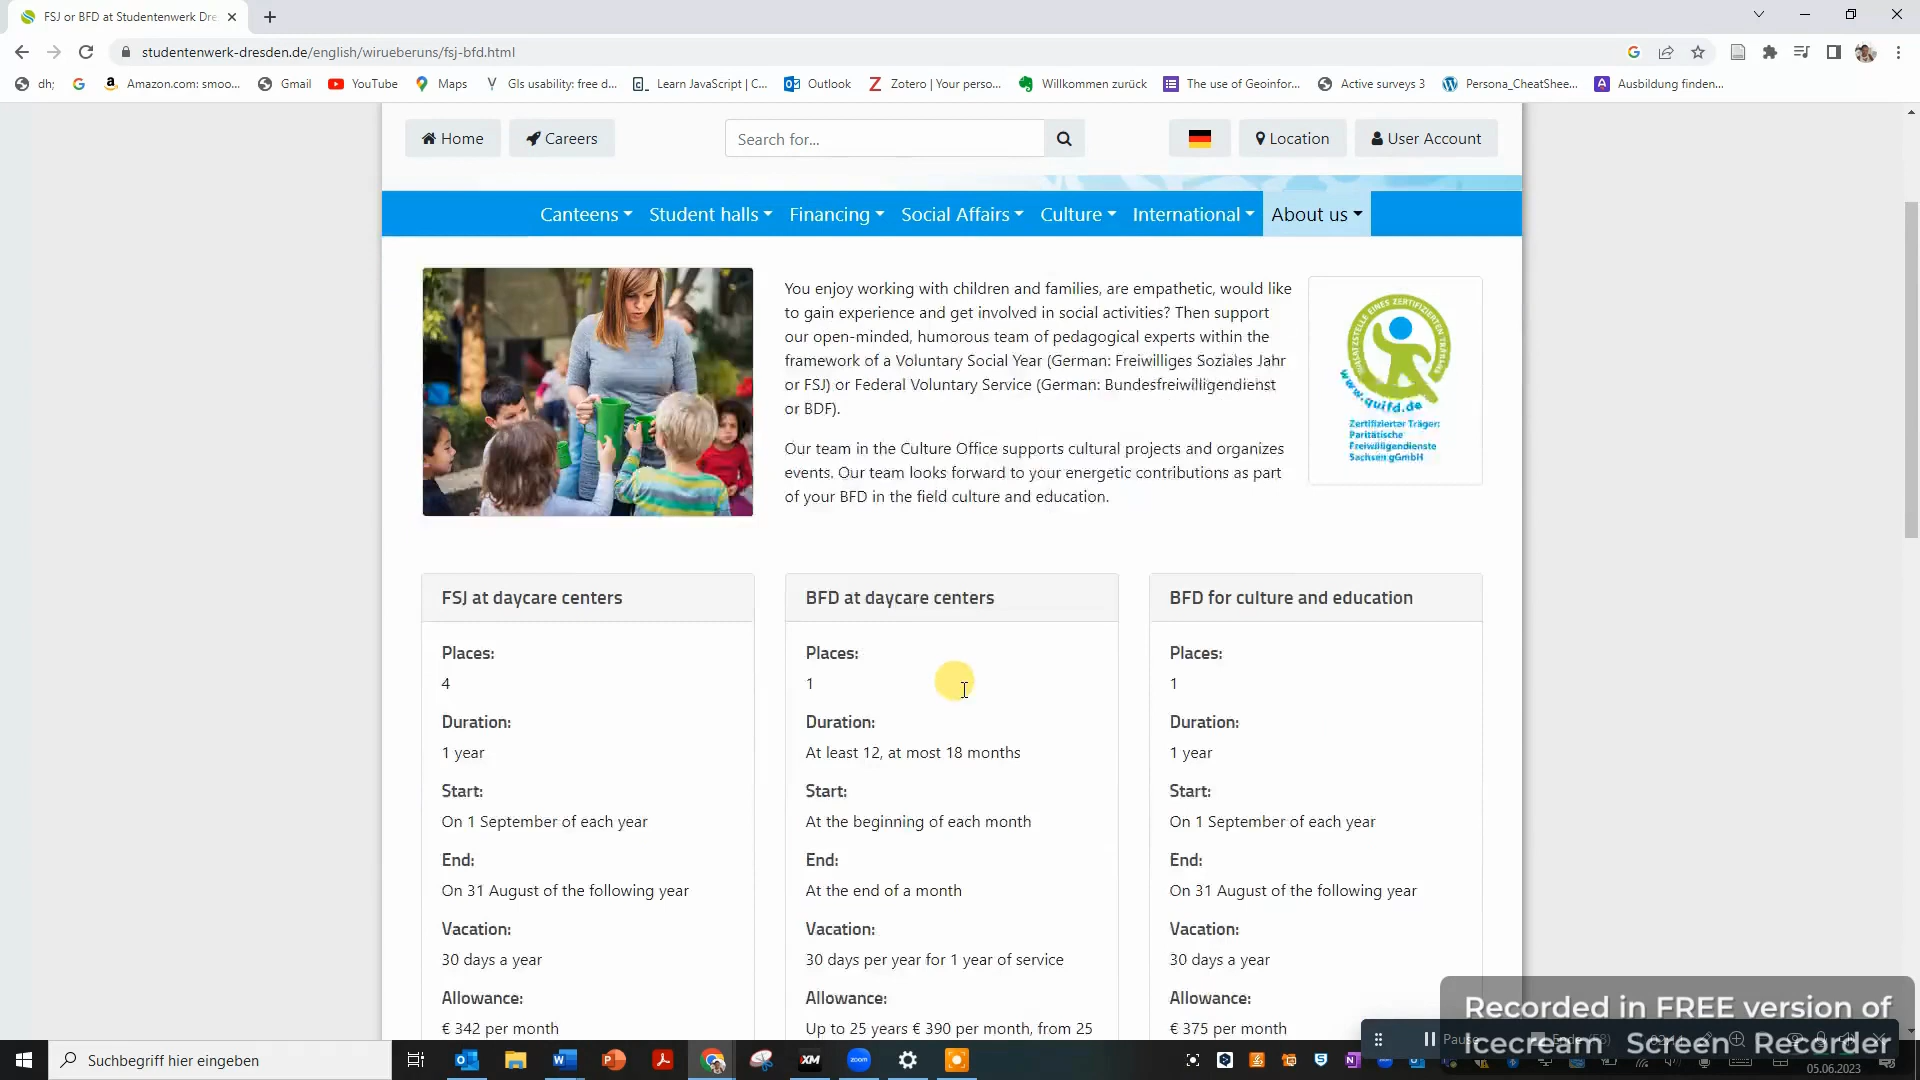 FSJ or BFD at Studentenwerk Dre
studentenwerk-dresden.de/english/wirueberuns/fsj-bfd.html
dh;
Amazon.com: smoo...
Gmail
YouTube
Maps
GIs usability: free d...
Learn JavaScript | C...
Outlook
Zotero | Your perso...
Willkommen zurück
The use of Geoinfor...
Active surveys 3
Persona_CheatShee...
Ausbildung finden...
Home
Careers
Search for...
Location
User Account
Canteens
Student halls
Financing
Social Affairs
Culture
International
About us
You enjoy working with children and families, are empathetic, would like
to gain experience and get involved in social activities? Then support
our open-minded, humorous team of pedagogical experts within the
framework of a Voluntary Social Year (German: Freiwilliges Soziales Jahr
or FSJ) or Federal Voluntary Service (German: Bundesfreiwilligendienst
or BDF).
Our team in the Culture Office supports cultural projects and organizes
events. Our team looks forward to your energetic contributions as part
of your BFD in the field culture and education.
EINSATZSTELLE EINES ZERTIFIZIERTEN TRÄGERS
www.quifd.de
Zertifizierter Träger:
Paritätische
Freiwilligendienste
Sachsen gGmbH
FSJ at daycare centers
Places:
4
Duration:
1 year
Start:
On 1 September of each year
End:
On 31 August of the following year
Vacation:
30 days a year
Allowance:
€ 342 per month
BFD at daycare centers
Places:
1
Duration:
At least 12, at most 18 months
Start:
At the beginning of each month
End:
At the end of a month
Vacation:
30 days per year for 1 year of service
Allowance:
Up to 25 years € 390 per month, from 25
BFD for culture and education
Places:
1
Duration:
1 year
Start:
On 1 September of each year
End:
On 31 August of the following year
Vacation:
30 days a year
Allowance:
€ 375 per month
Recorded in FREE version of
Icecream Screen Recorder
Pause
Suchbegriff hier eingeben
05.06.2023